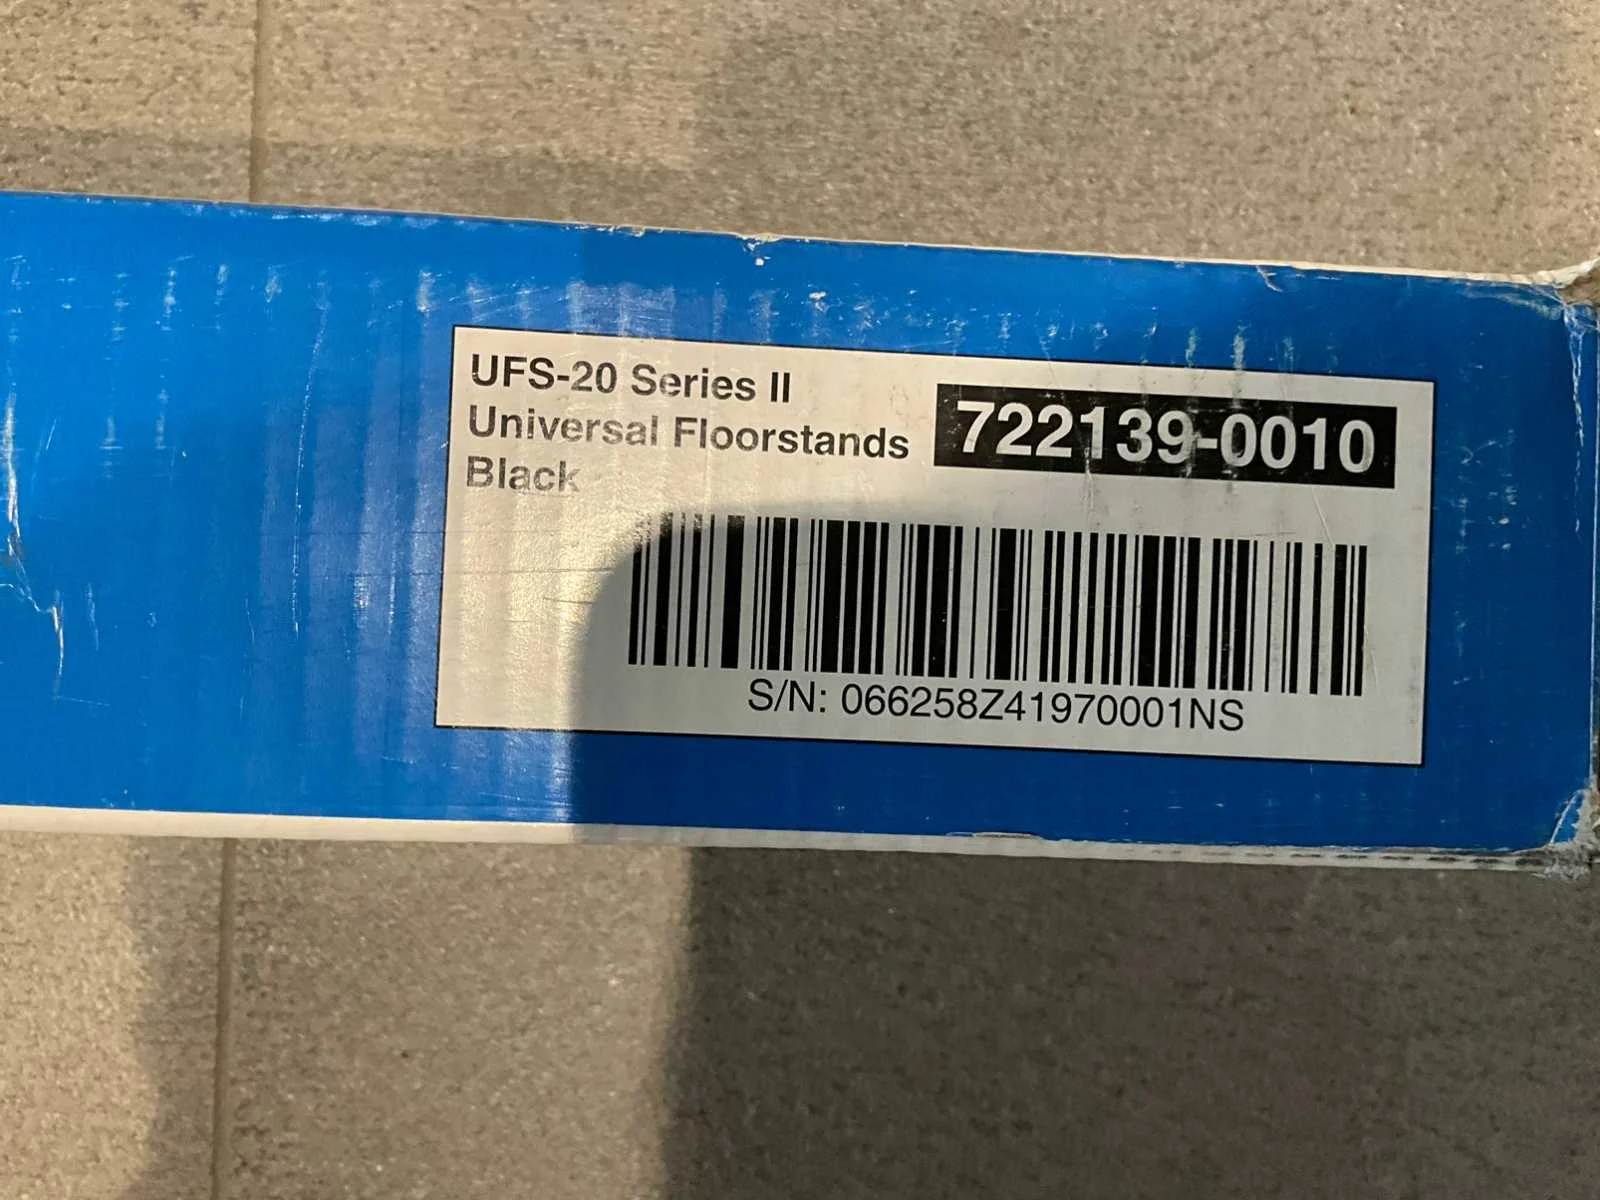 UFS-20 Series II
Universal Floorstands
Black
722139-0010
S/N: 066258Z41970001NS